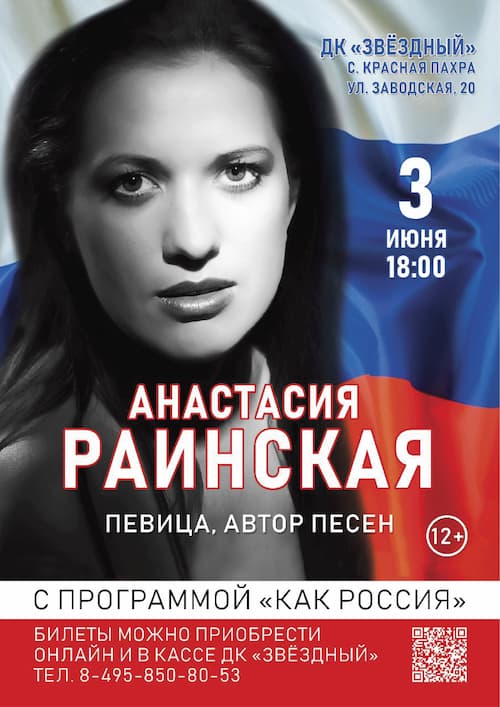 ДК «ЗВЁЗДНЫЙ»
С. КРАСНАЯ ПАХРА
УЛ. ЗАВОДСКАЯ, 20
3
ИЮНЯ
18:00
АНАСТАСИЯ
РАИНСКАЯ
ПЕВИЦА, АВТОР ПЕСЕН
12+
С ПРОГРАММОЙ «КАК РОССИЯ»
БИЛЕТЫ МОЖНО ПРИОБРЕСТИ
ОНЛАЙН И В КАССЕ ДК «ЗВЁЗДНЫЙ»
ТЕЛ. 8-495-850-80-53